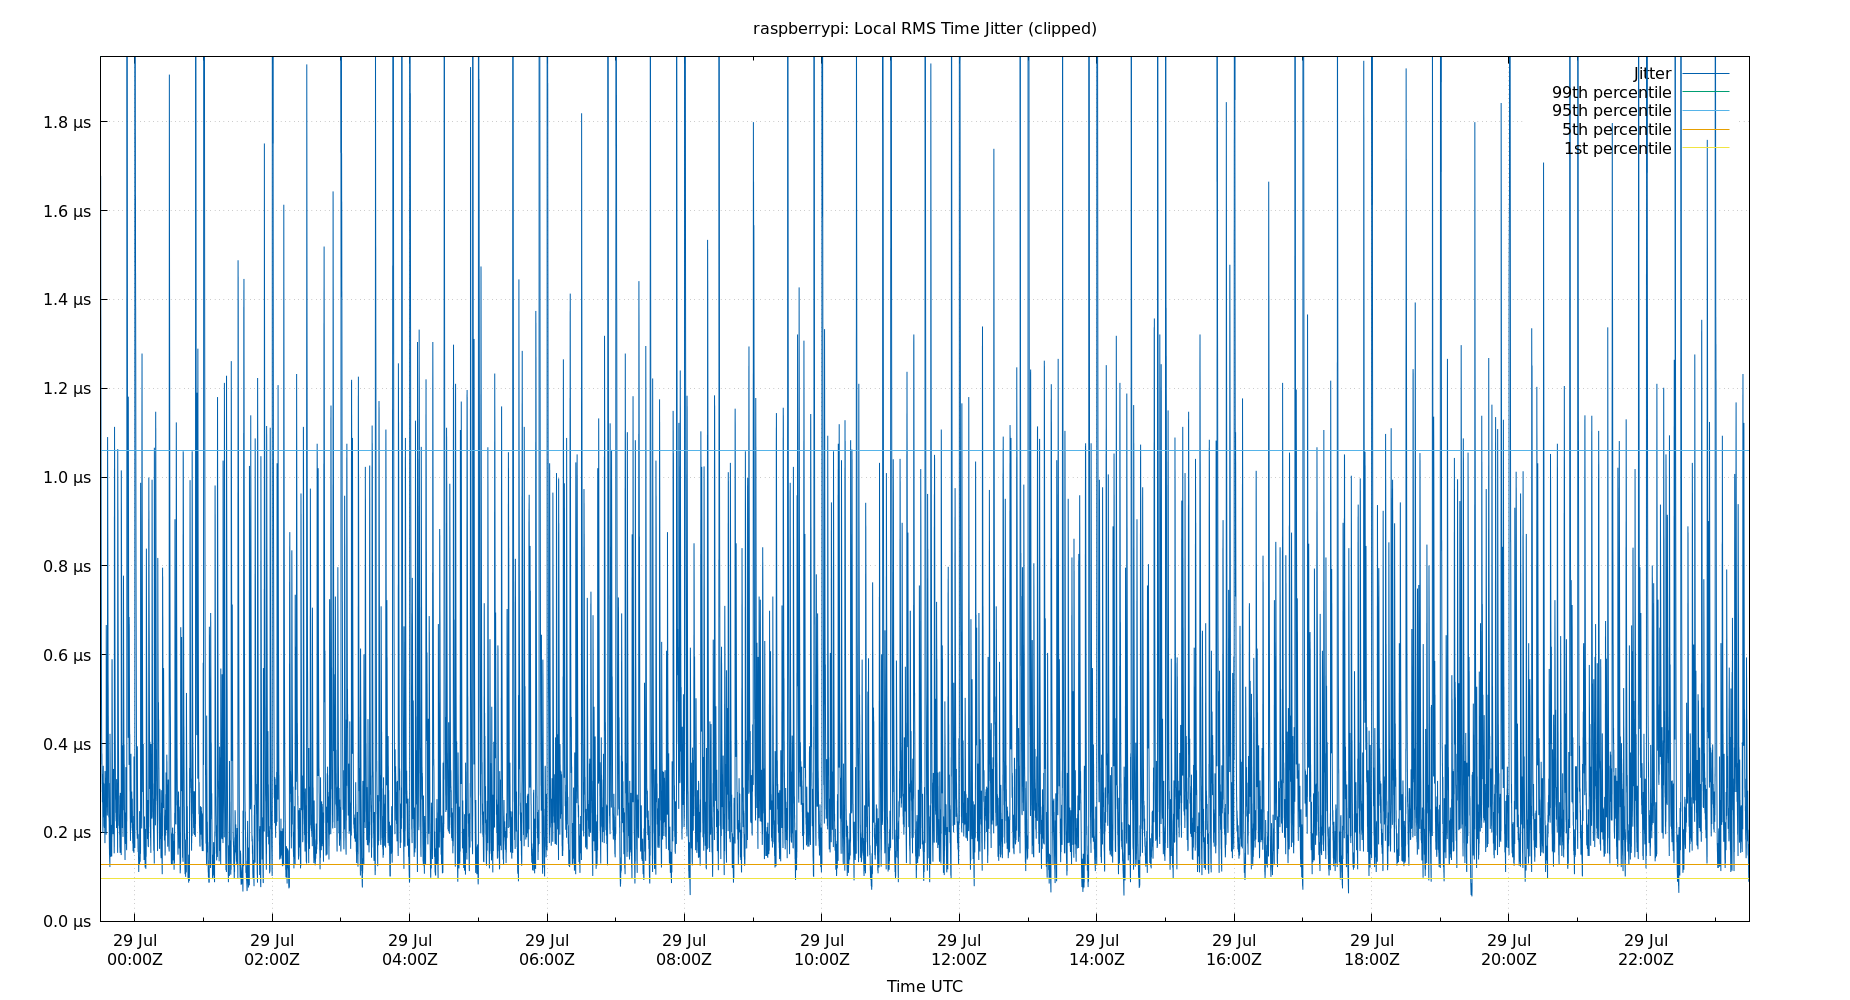 raspberrypi: Local RMS Time Jitter (clipped)
Jitter
99th percentile
95th percentile
5th percentile
1st percentile
1.8 µs
1.6 µs
1.4 µs
1.2 µs
1.0 µs
0.8 µs
0.6 µs
0.4 µs
0.2 µs
0.0 µs
29 Jul 29 Jul 29 Jul 29 Jul 29 Jul 29 Jul 29 Jul 29 Jul 29 Jul 29 Jul 29 Jul 29 Jul
00:00Z 02:00Z 04:00Z 06:00Z 08:00Z 10:00Z 12:00Z 14:00Z 16:00Z 18:00Z 20:00Z 22:00Z
Time UTC